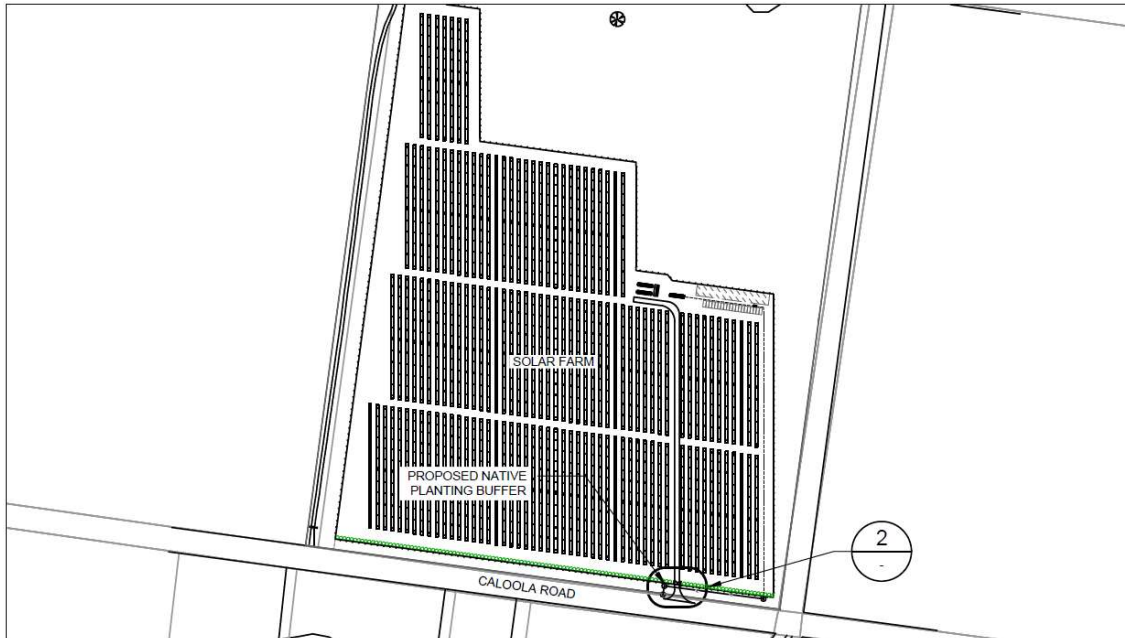 SOLAR FARM
PROPOSED NATIVE
PLANTING BUFFER
2
-
CALOOLA ROAD